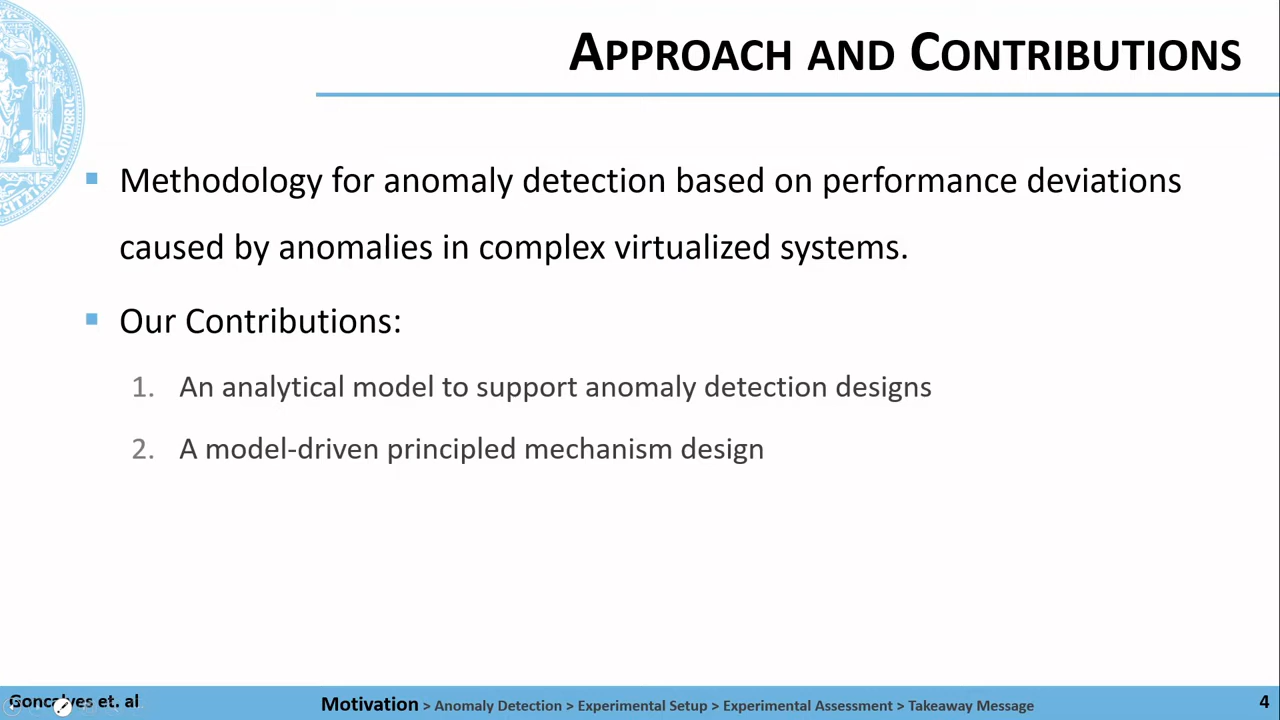 APPROACH AND CONTRIBUTIONS
Methodology for anomaly detection based on performance deviations
caused by anomalies in complex virtualized systems.
Our Contributions:
1. An analytical model to support anomaly detection designs
2. A model-driven principled mechanism design
Goncalves et. al
Motivation > Anomaly Detection > Experimental Setup > Experimental Assessment > Takeaway Message
4